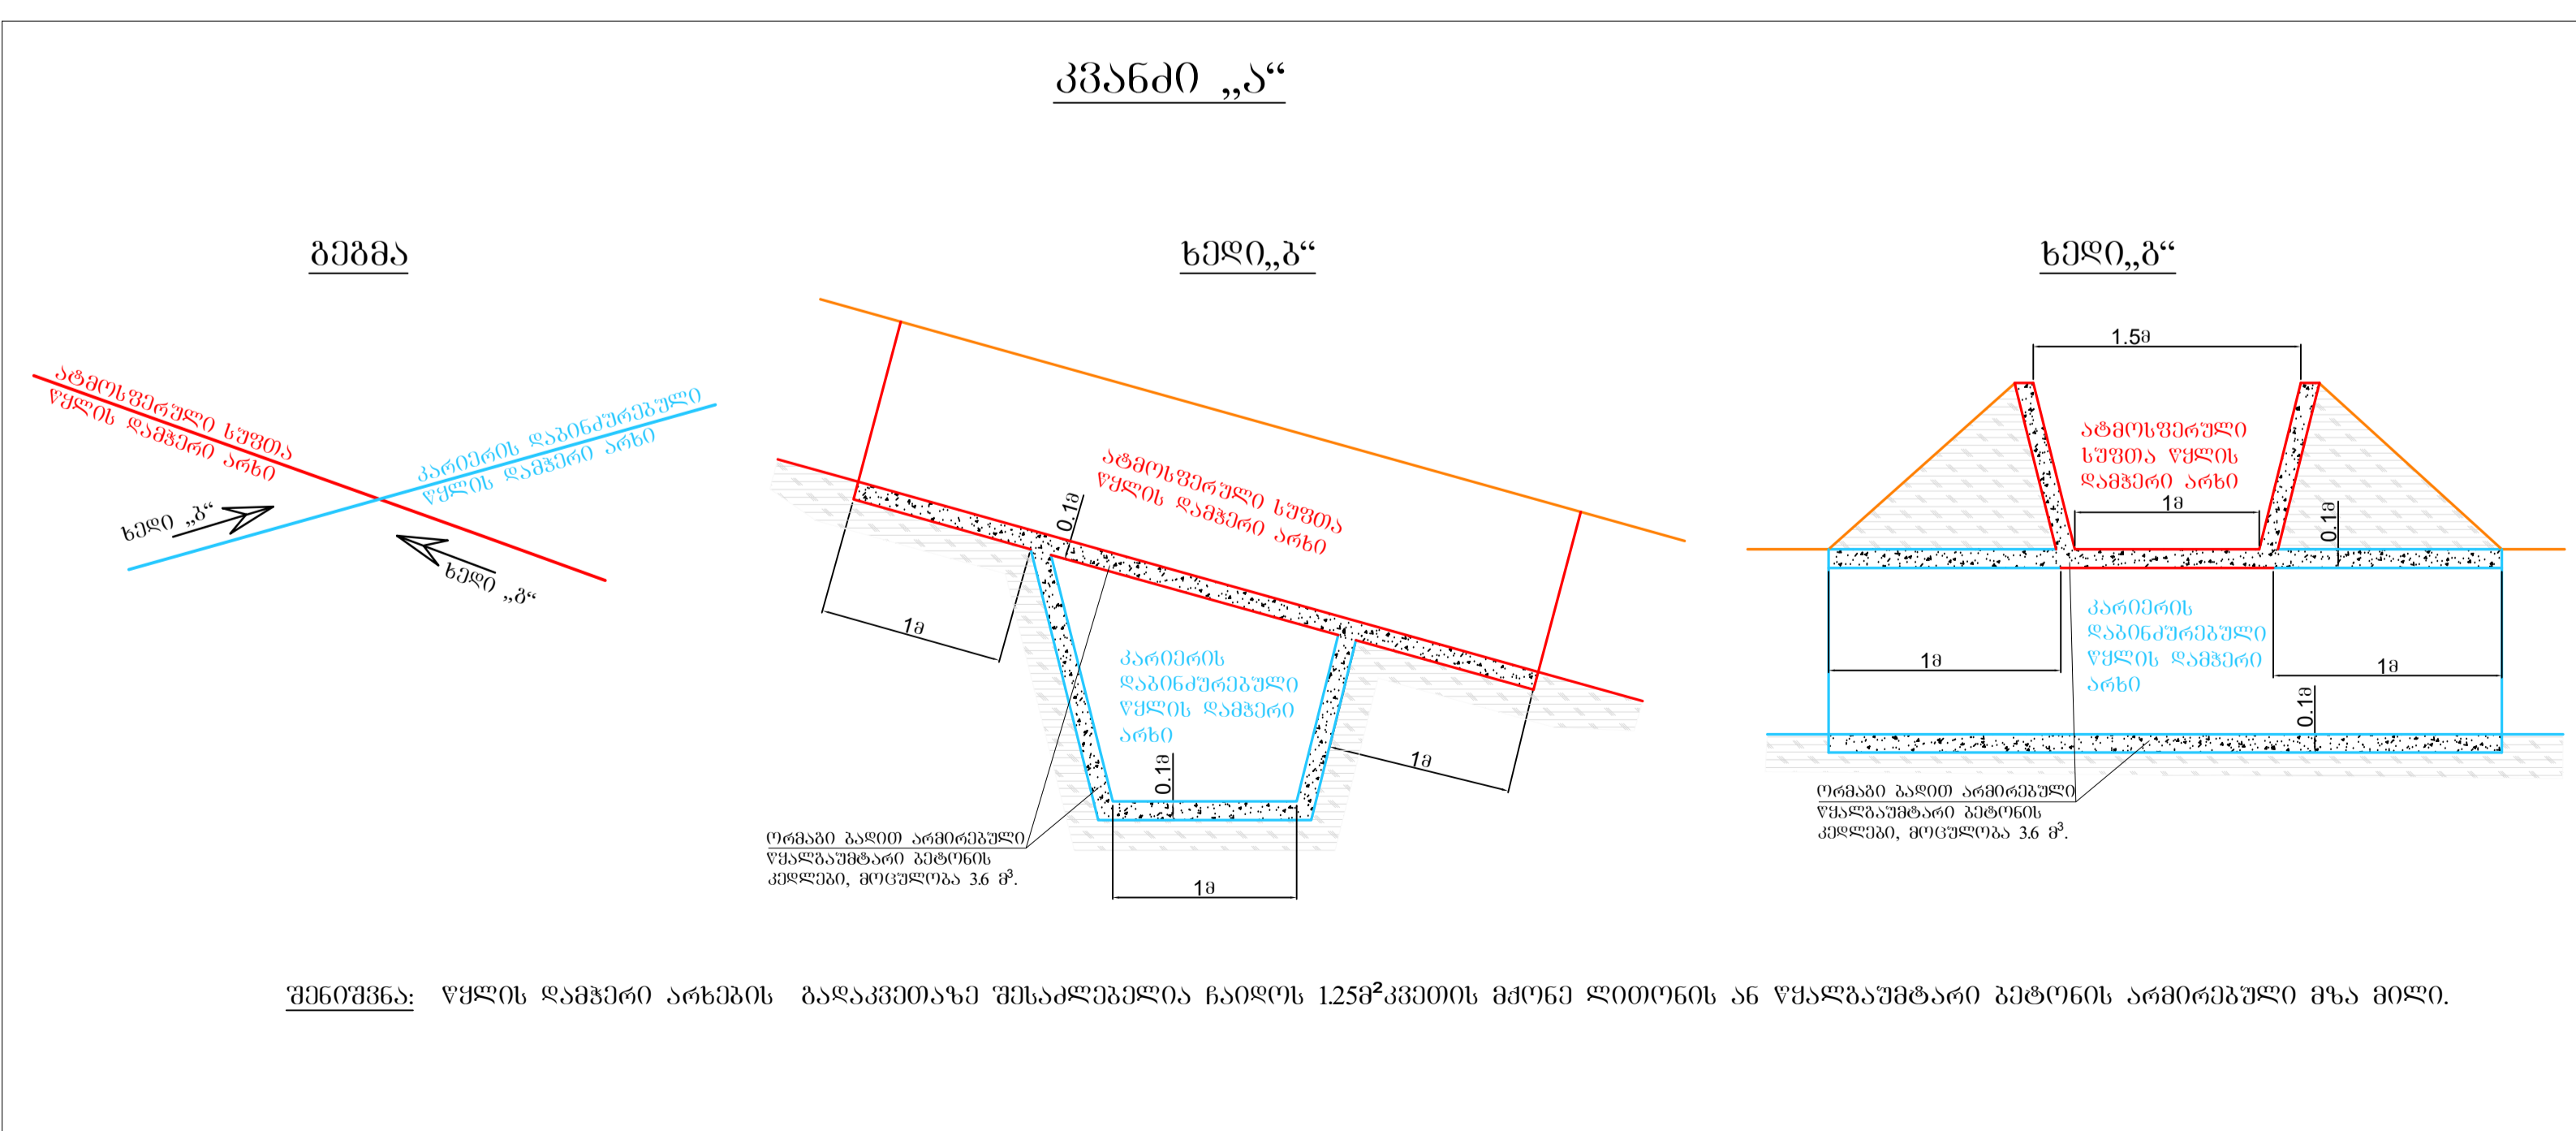 კვანძი „ა“
გეგმა
ატმოსფერული სუფთა
წყლის დამჭერი არხი
კარიერის დაბინძურებული
წყლის დამჭერი არხი
ხედი „ბ“
ხედი „გ“
ხედი„ბ“
ატმოსფერული სუფთა
წყლის დამჭერი არხი
0.1მ
1მ
კარიერის
დაბინძურებული
წყლის დამჭერი
არხი
0.1მ
1მ
1მ
ორმაგი ბადით არმირებული
წყალგაუმტარი ბეტონის
კედლები, მოცულობა 3.6 მ³.
ხედი„გ“
1.5მ
ატმოსფერული
სუფთა წყლის
დამჭერი არხი
1მ
0.1მ
კარიერის
დაბინძურებული
წყლის დამჭერი
არხი
1მ
1მ
0.1მ
ორმაგი ბადით არმირებული
წყალგაუმტარი ბეტონის
კედლები, მოცულობა 3.6 მ³.
შენიშვნა: წყლის დამჭერი არხების გადაკვეთაზე შესაძლებელია ჩაიდოს 1.25მ²კვეთის მქონე ლითონის ან წყალგაუმტარი ბეტონის არმირებული მზა მილი.